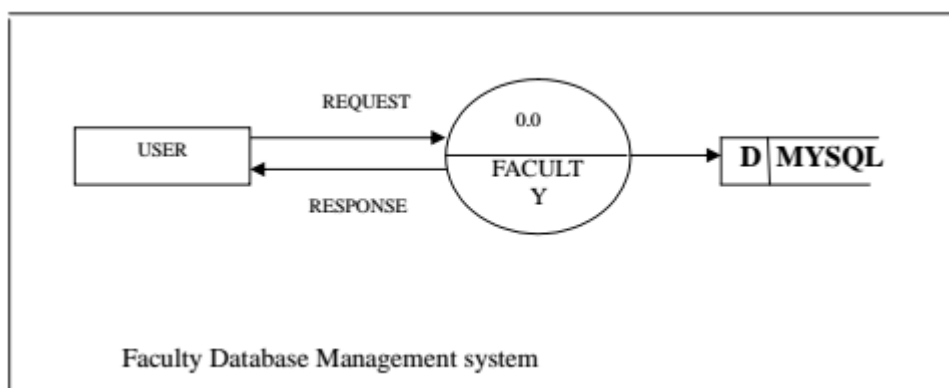 REQUEST
0.0
USER
D MYSQL
FACULT
Y
RESPONSE
Faculty Database Management system